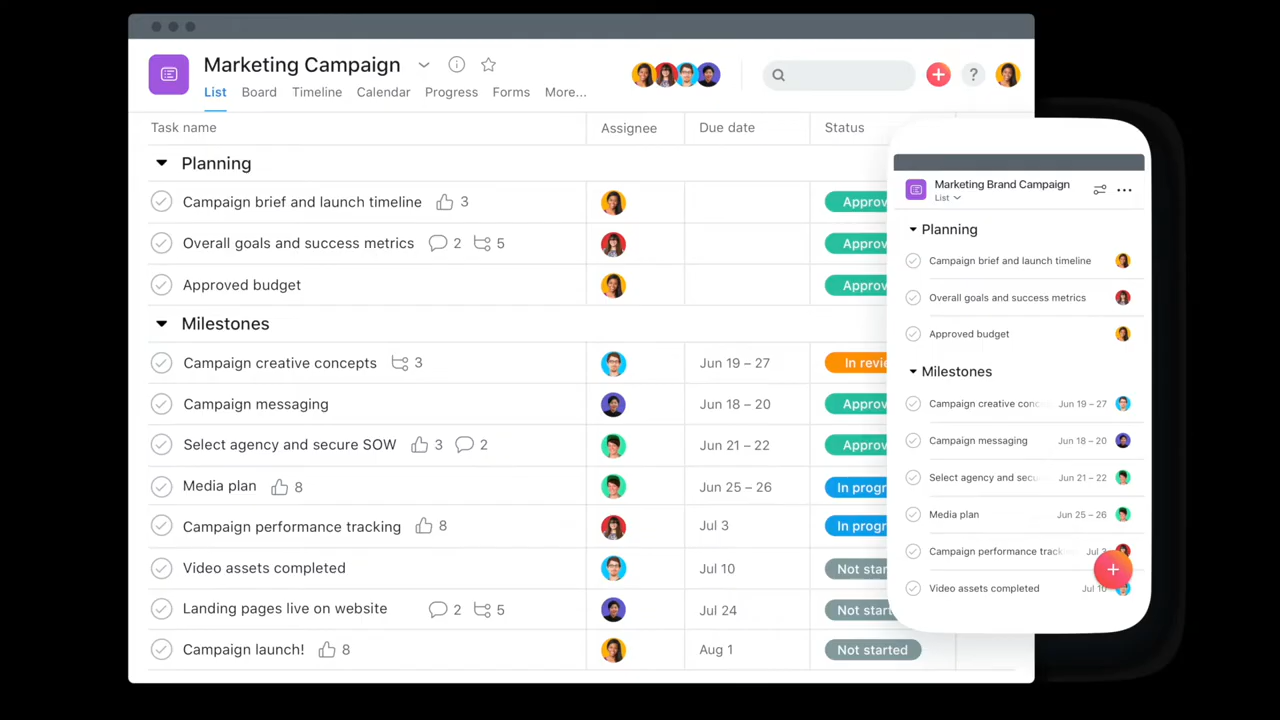 Marketing Campaign
List Board Timeline Calendar Progress Forms More...
?
Task name Assignee Due date Status
Planning
Campaign brief and launch timeline 3 Approv
Overall goals and success metrics 2 5 Approv
Approved budget Approv
Milestones
Campaign creative concepts 3 Jun 19 – 27 In revie
Campaign messaging Jun 18 – 20 Approv
Select agency and secure SOW 3 2 Jun 21 – 22 Approv
Media plan 8 Jun 25 – 26 In progr
Campaign performance tracking 8 Jul 3 In progr
Video assets completed Jul 10 Not star
Landing pages live on website 2 5 Jul 24 Not start
Campaign launch! 8 Aug 1 Not started
Marketing Brand Campaign
List
Planning
Campaign brief and launch timeline
Overall goals and success metrics
Approved budget
Milestones
Campaign creative conc Jun 19 – 27
Campaign messaging Jun 18 – 20
Select agency and secu Jun 21 – 22
Media plan Jun 25 – 26
Campaign performance track Jul 3
Video assets completed Jul 10